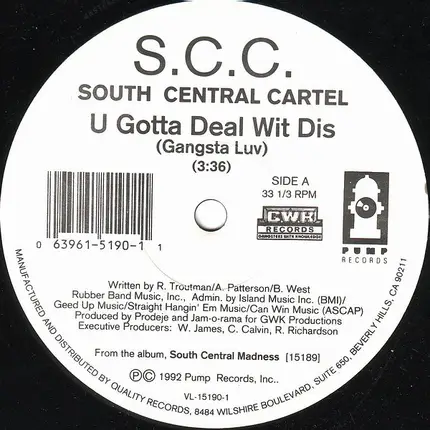 S.C.C.
SOUTH CENTRAL CARTEL
U Gotta Deal Wit Dis
(Gangsta Luv)
(3:36)
SIDE A
33 1/3 RPM
GWK
RECORDS
GANGSTERS WITH KNOWLEDGE
PUMP
RECORDS
0 63961-5190-1 1
Written by R. Troutman/A. Patterson/B. West
Rubber Band Music, Inc., Admin. by Island Music Inc. (BMI)/
Geed Up Music/Straight Hangin' Em Music/Can Win Music (ASCAP)
Produced by Prodeje and Jam-o-rama for GWK Productions
Executive Producers: W. James, C. Calvin, R. Richardson
From the album, South Central Madness [15189]
Ⓟ© 1992 Pump Records, Inc..
VL-15190-1
MANUFACTURED AND DISTRIBUTED BY QUALITY RECORDS, 8484 WILSHIRE BOULEVARD, SUITE 650, BEVERLY HILLS, CA 90211